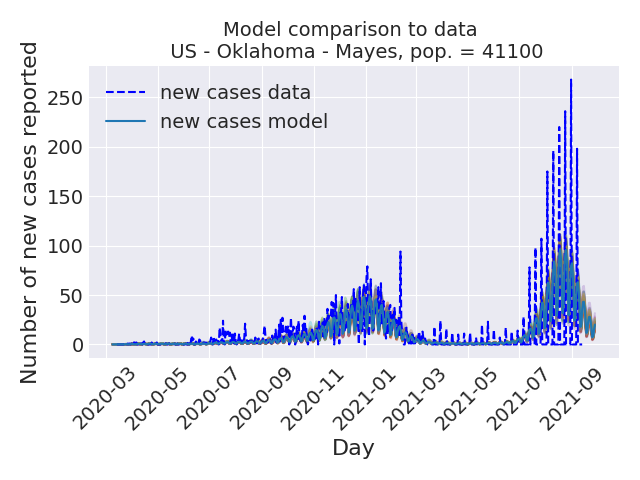 Model comparison to data
US - Oklahoma - Mayes, pop. = 41100
new cases data
new cases model
Number of new cases reported
250
200
150
100
50
0
2020-03
2020-05
2020-07
2020-09
2020-11
2021-01
2021-03
2021-05
2021-07
2021-09
Day